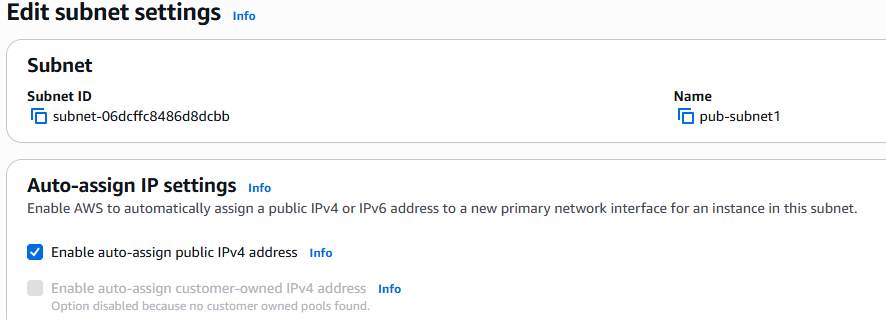 Edit subnet settings Info
Subnet
Subnet ID Name
subnet-06dcffc8486d8dcbb pub-subnet1
Auto-assign IP settings Info
Enable AWS to automatically assign a public IPv4 or IPv6 address to a new primary network interface for an instance in this subnet.
Enable auto-assign public IPv4 address Info
Enable auto-assign customer-owned IPv4 address Info
Option disabled because no customer owned pools found.